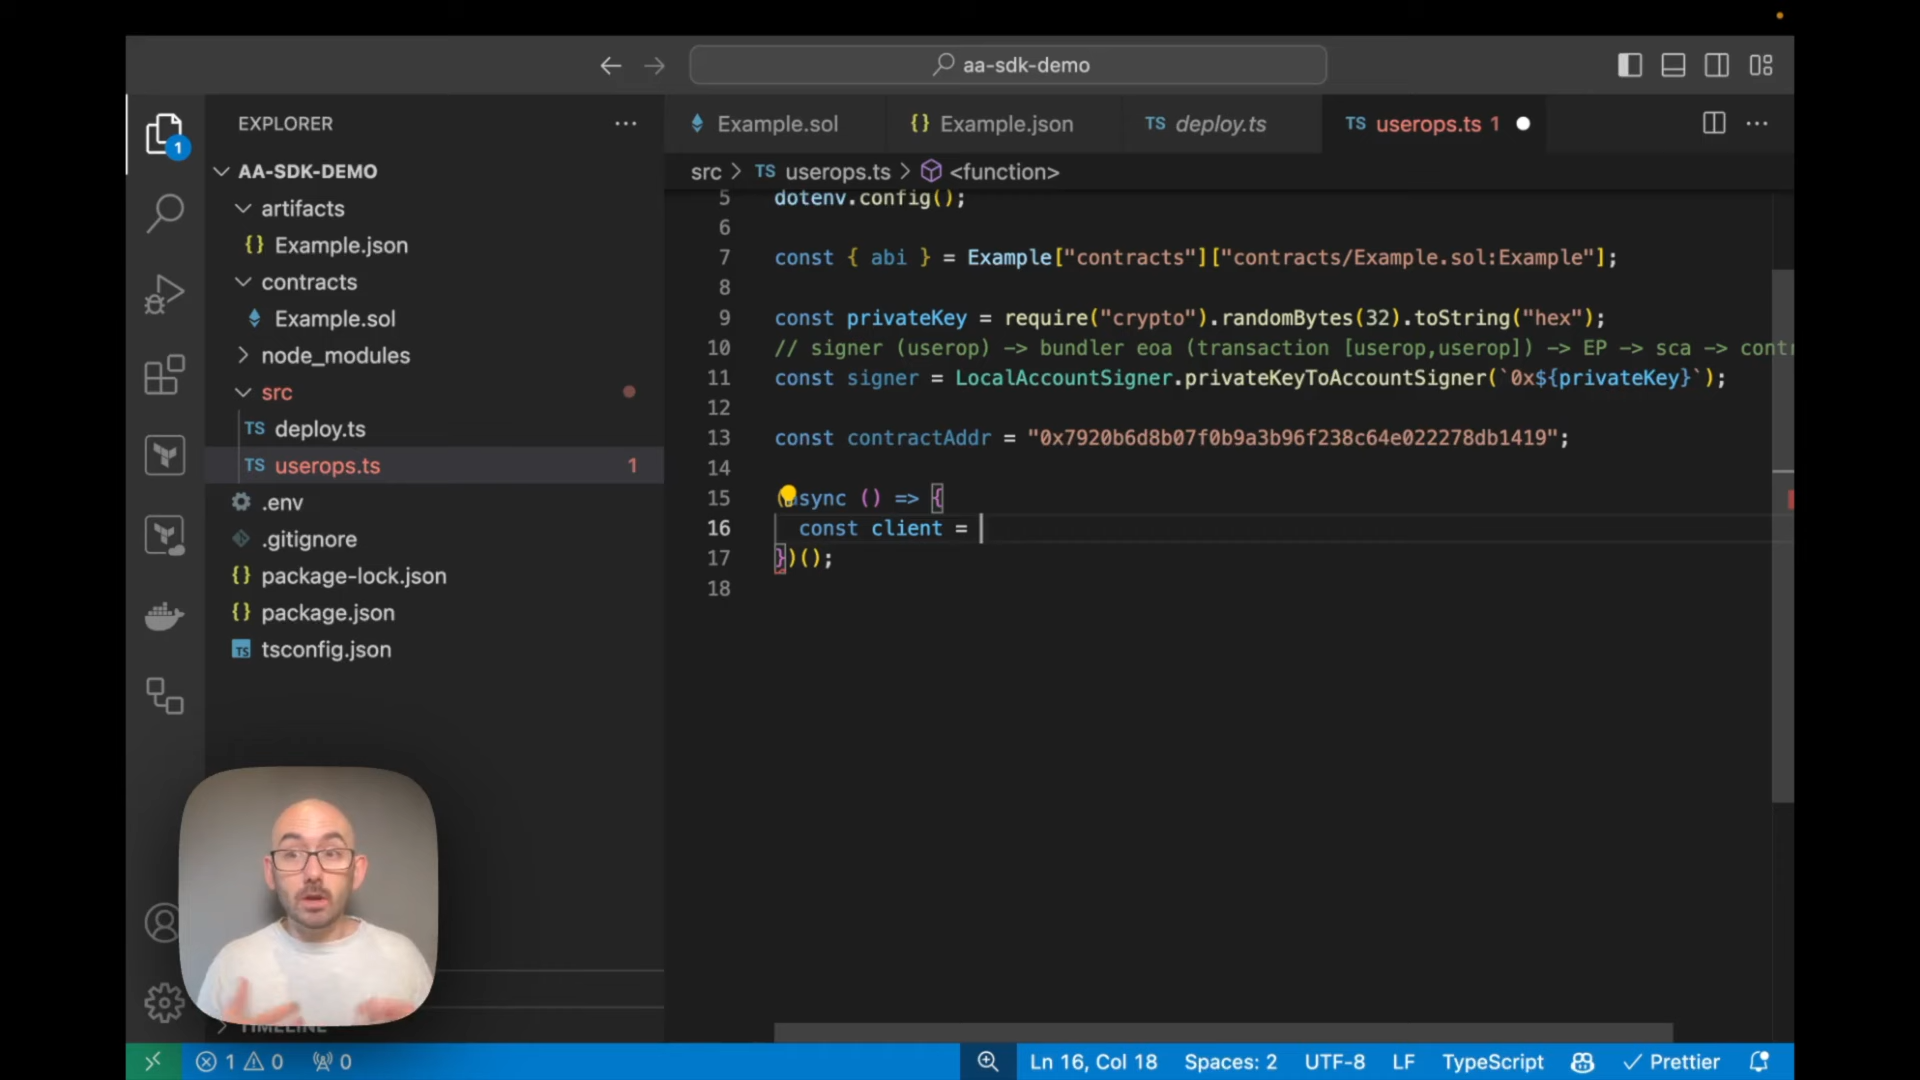 aa-sdk-demo
EXPLORER
1
AA-SDK-DEMO
artifacts
{} Example.json
contracts
Example.sol
node_modules
src
TS deploy.ts
TS userops.ts 1
.env
.gitignore
{} package-lock.json
{} package.json
TS tsconfig.json
TIMELINE
Example.sol {} Example.json TS deploy.ts TS userops.ts 1
src > TS userops.ts > <function>
5 dotenv.config();
6
7 const { abi } = Example["contracts"]["contracts/Example.sol:Example"];
8
9 const privateKey = require("crypto").randomBytes(32).toString("hex");
10 // signer (userop) -> bundler eoa (transaction [userop,userop]) -> EP -> sca -> contr
11 const signer = LocalAccountSigner.privateKeyToAccountSigner(`0x${privateKey}`);
12
13 const contractAddr = "0x7920b6d8b07f0b9a3b96f238c64e022278db1419";
14
15 (async () => {
16 const client =
17 })();
18
1 0 0 Ln 16, Col 18 Spaces: 2 UTF-8 LF TypeScript Prettier